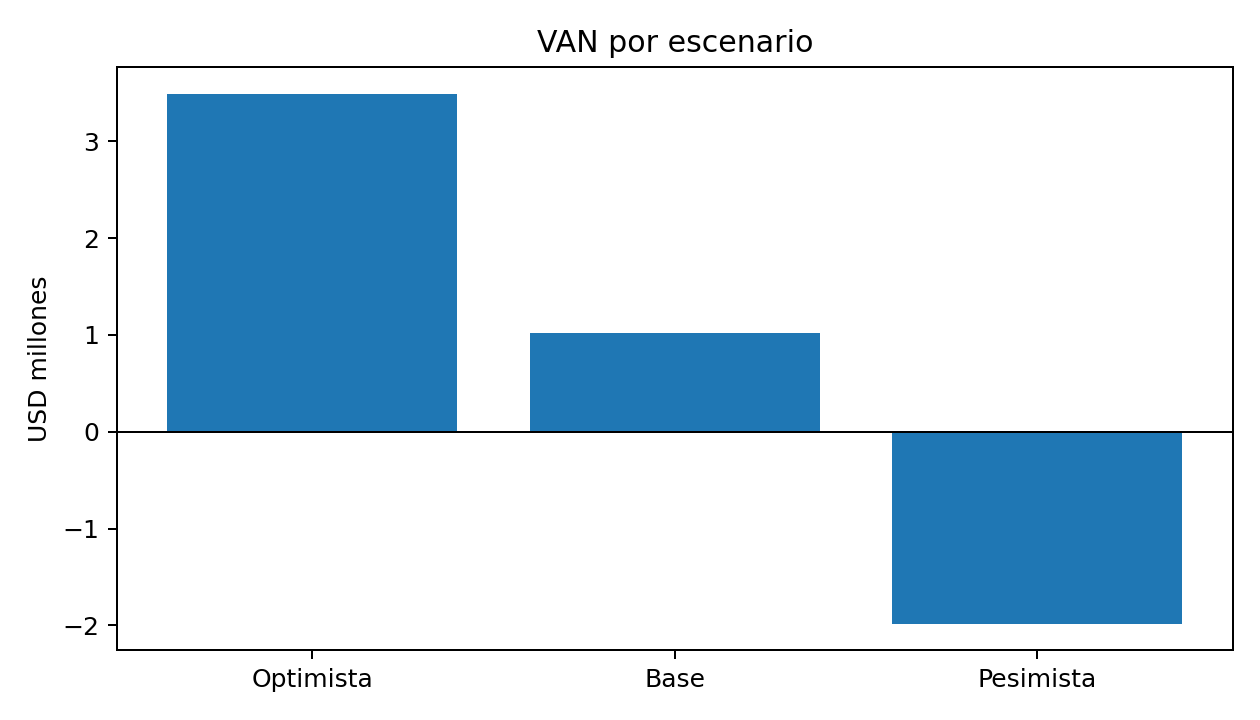 VAN por escenario
USD millones
3
2
1
0
−1
−2
Optimista
Base
Pesimista